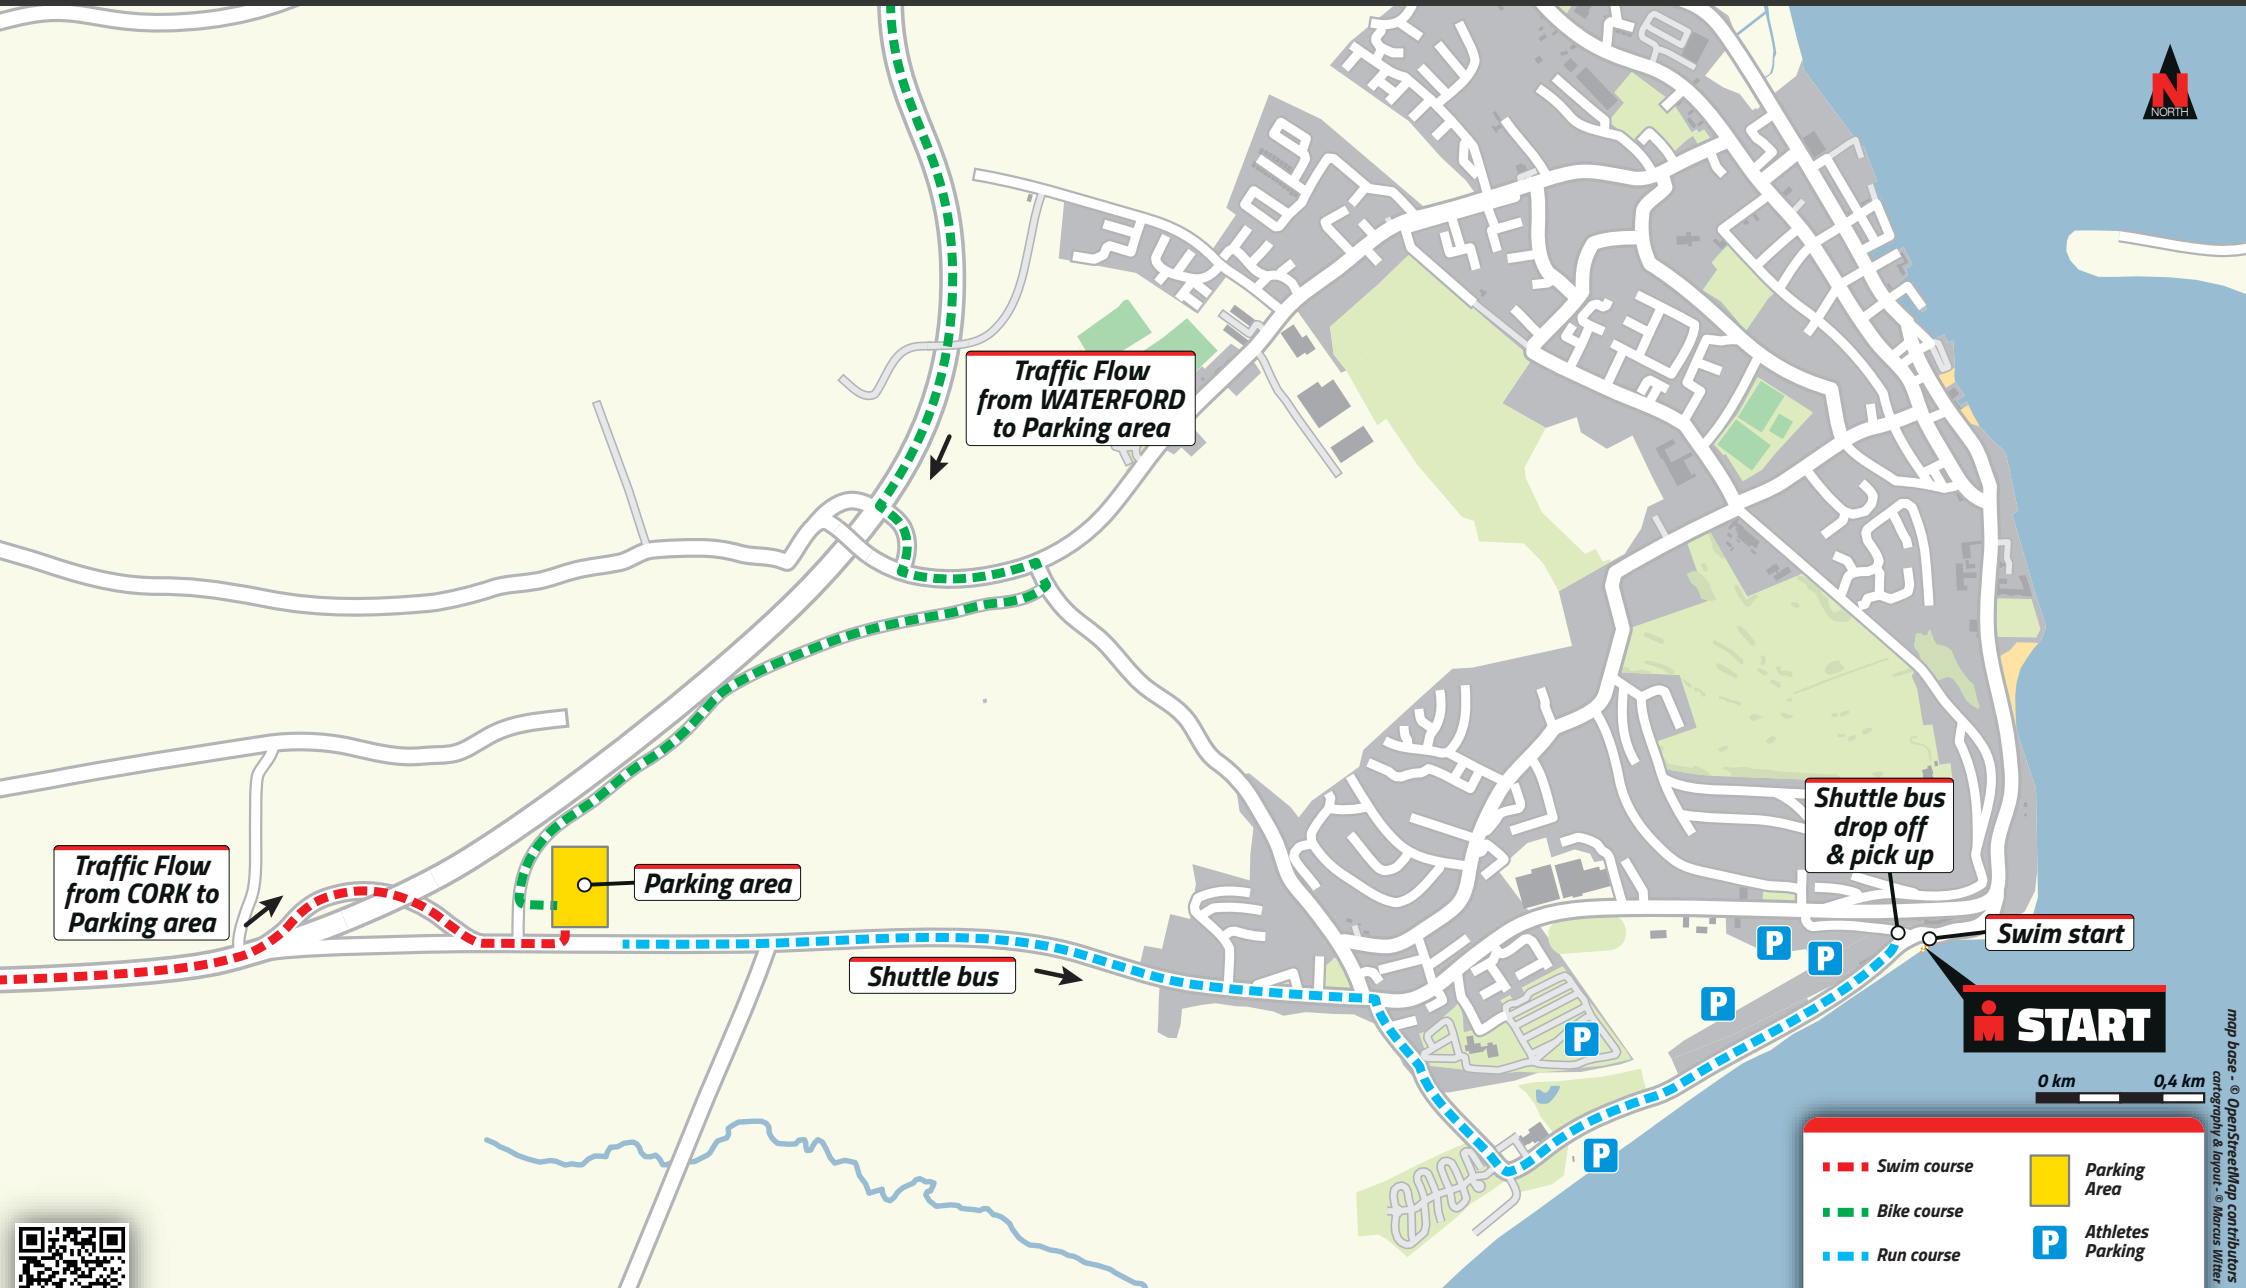 N
NORTH
Traffic Flow
from WATERFORD
to Parking area
Traffic Flow
from CORK to
Parking area
Parking area
Shuttle bus
Shuttle bus
drop off
& pick up
Swim start
P
P
P
P
P
START
0 km 0,4 km
Swim course
Bike course
Run course
Parking
Area
P
Athletes
Parking
map base - © OpenStreetMap contributors
cartography & layout - © Marcus Witter